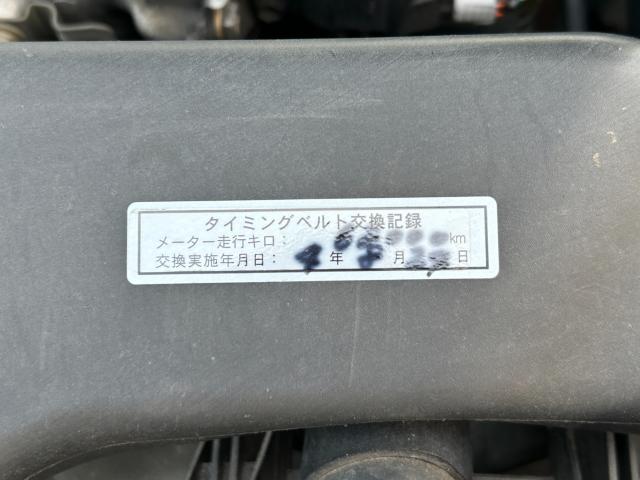 タイミングベルト交換記録
メーター走行キロ： km
交換実施年月日： 年 月 日